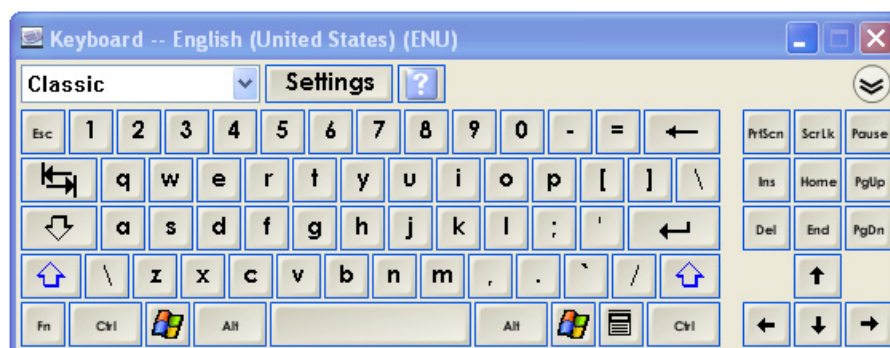 Keyboard -- English (United States) (ENU)
Classic Settings ?
Esc 1 2 3 4 5 6 7 8 9 0 - = PrtScn ScrLk Pause
q w e r t y u i o p [ ] \ Ins Home PgUp
a s d f g h j k l ; ' Del End PgDn
\ z x c v b n m , . ` /
Fn Ctrl Alt Alt Ctrl